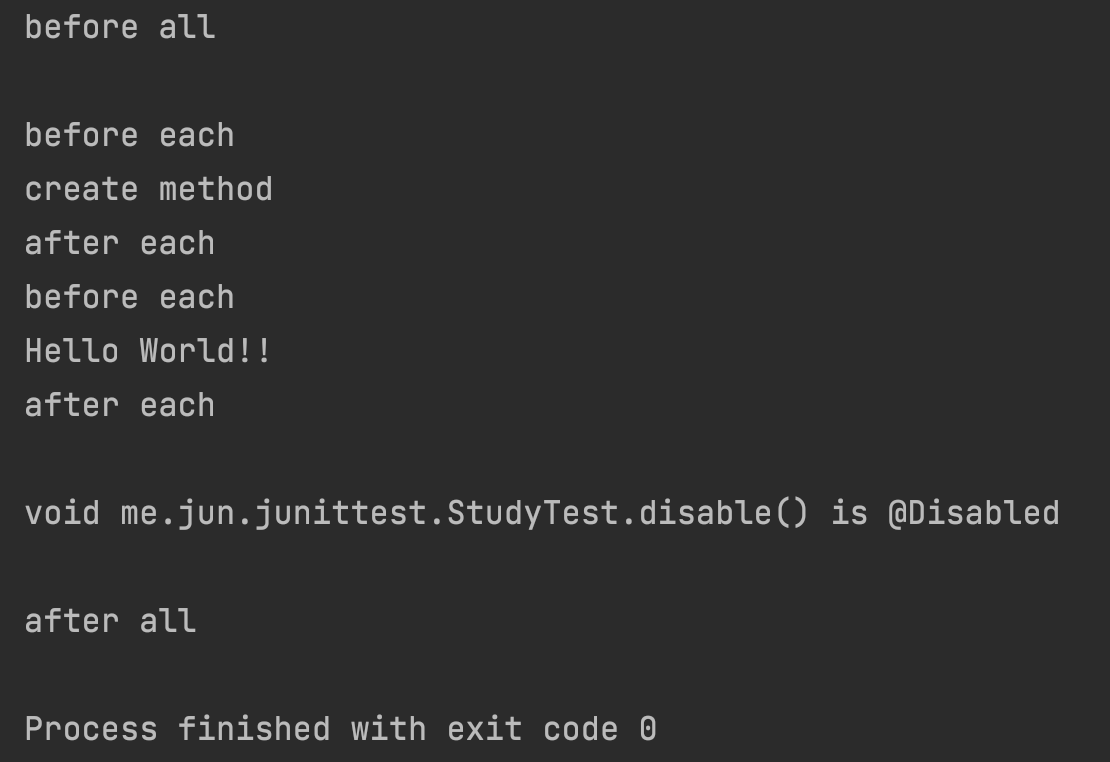 before all
before each
create method
after each
before each
Hello World!!
after each
void me.jun.junittest.StudyTest.disable() is @Disabled
after all
Process finished with exit code 0